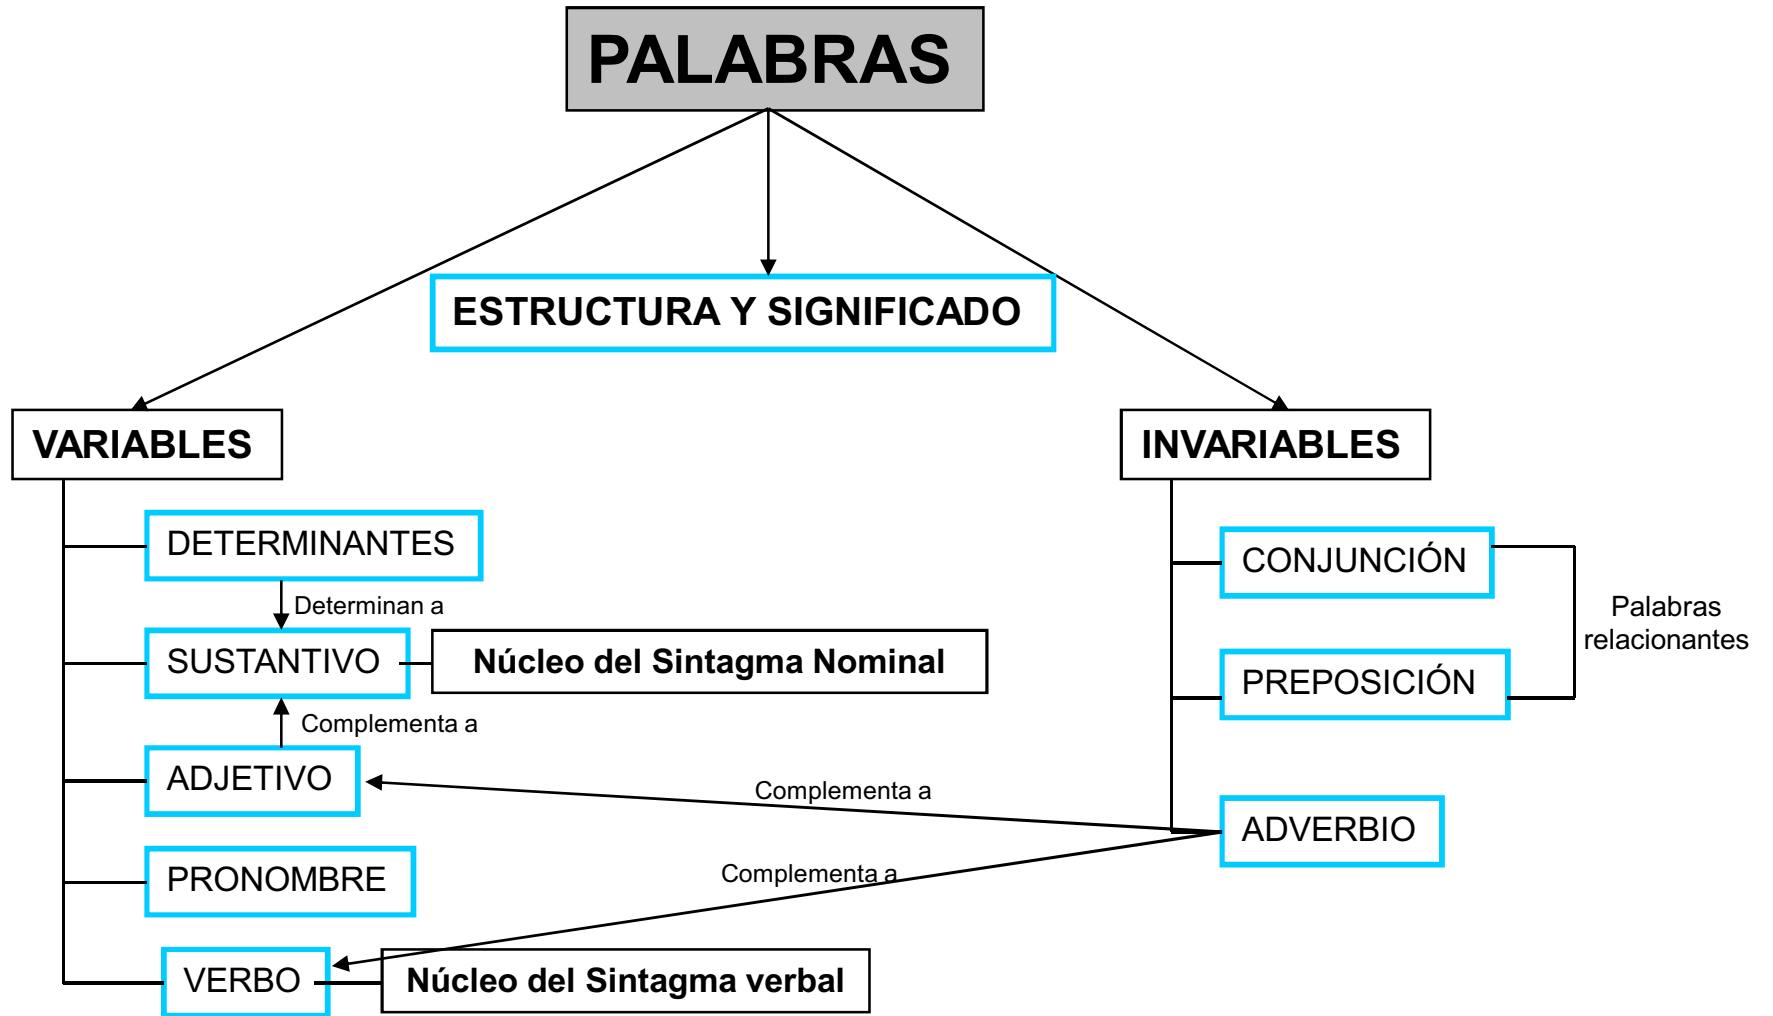 PALABRAS
ESTRUCTURA Y SIGNIFICADO
VARIABLES
DETERMINANTES
Determinan a
SUSTANTIVO
Núcleo del Sintagma Nominal
Complementa a
ADJETIVO
PRONOMBRE
VERBO
Núcleo del Sintagma verbal
INVARIABLES
CONJUNCIÓN
PREPOSICIÓN
Palabras
relacionantes
ADVERBIO
Complementa a
Complementa a